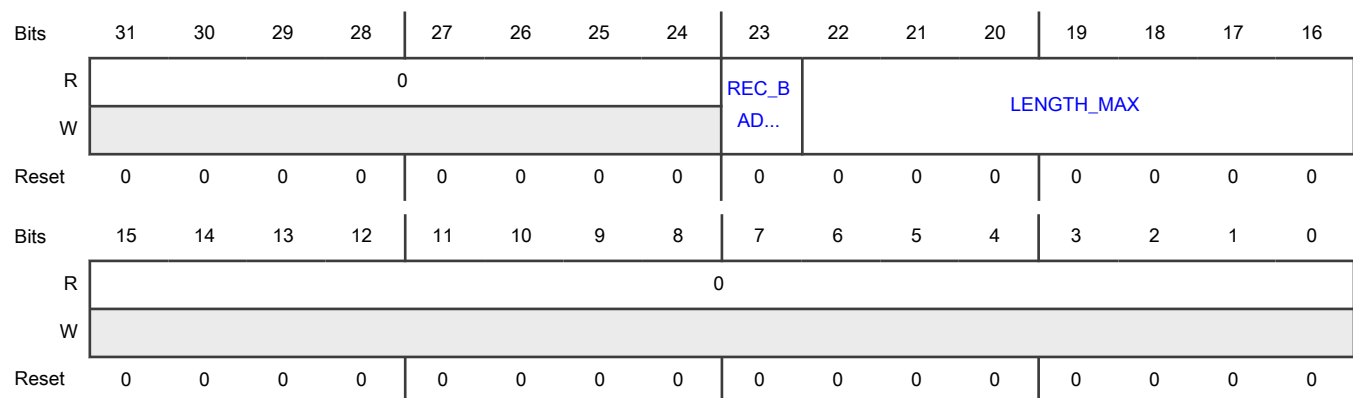 Bits 31 30 29 28 27 26 25 24 23 22 21 20 19 18 17 16
R 0 REC_B AD... LENGTH_MAX
W
Reset 0 0 0 0 0 0 0 0 0 0 0 0 0 0 0 0
Bits 15 14 13 12 11 10 9 8 7 6 5 4 3 2 1 0
R 0
W
Reset 0 0 0 0 0 0 0 0 0 0 0 0 0 0 0 0